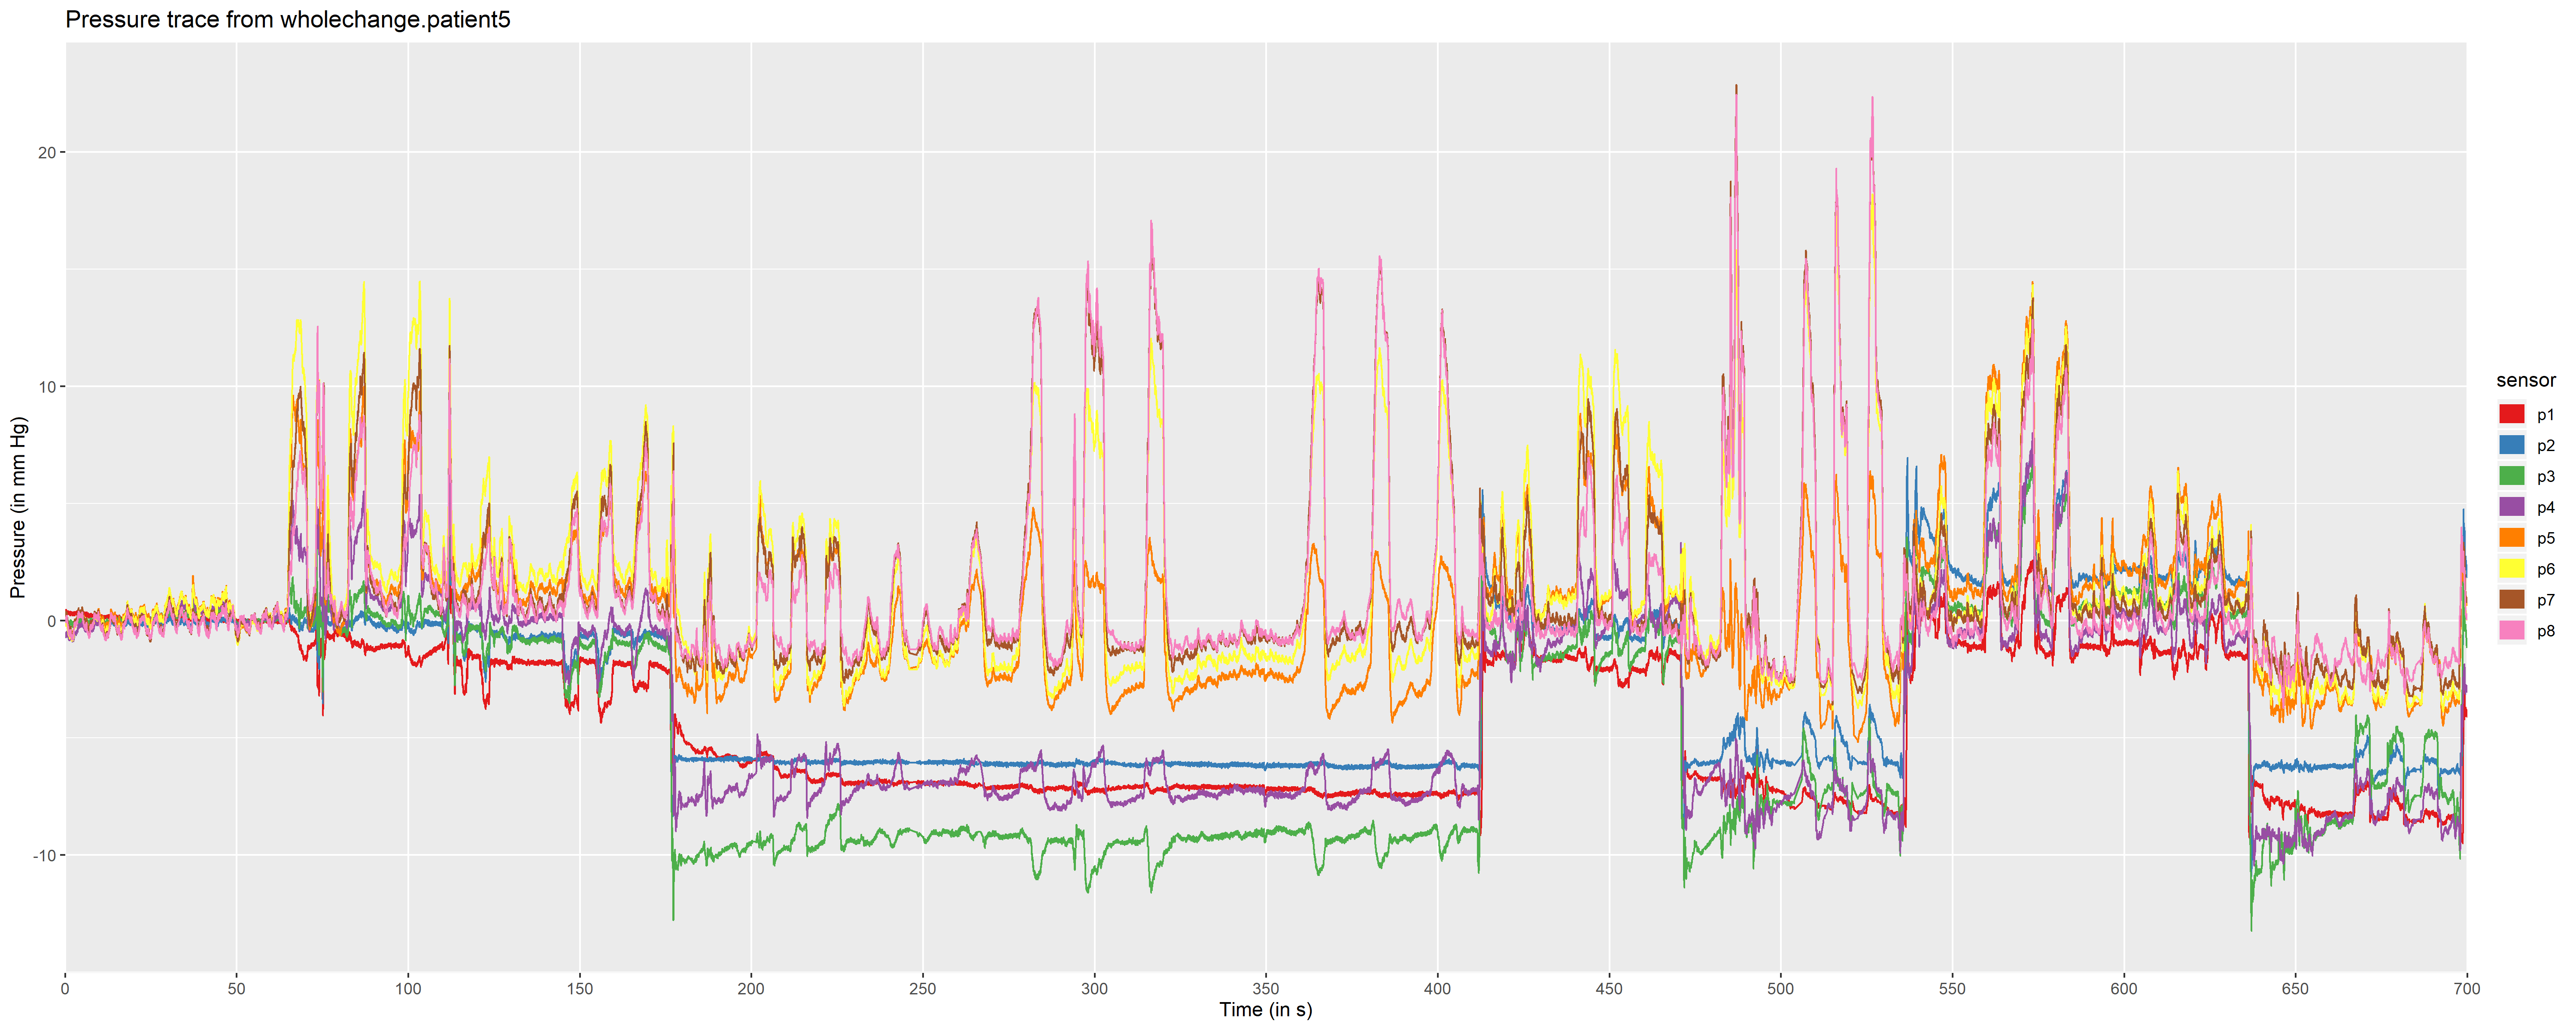 Pressure trace from wholechange.patient5
Pressure (in mm Hg)
20
10
0
-10
0 50 100 150 200 250 300 350 400 450 500 550 600 650 700
Time (in s)
sensor
p1
p2
p3
p4
p5
p6
p7
p8